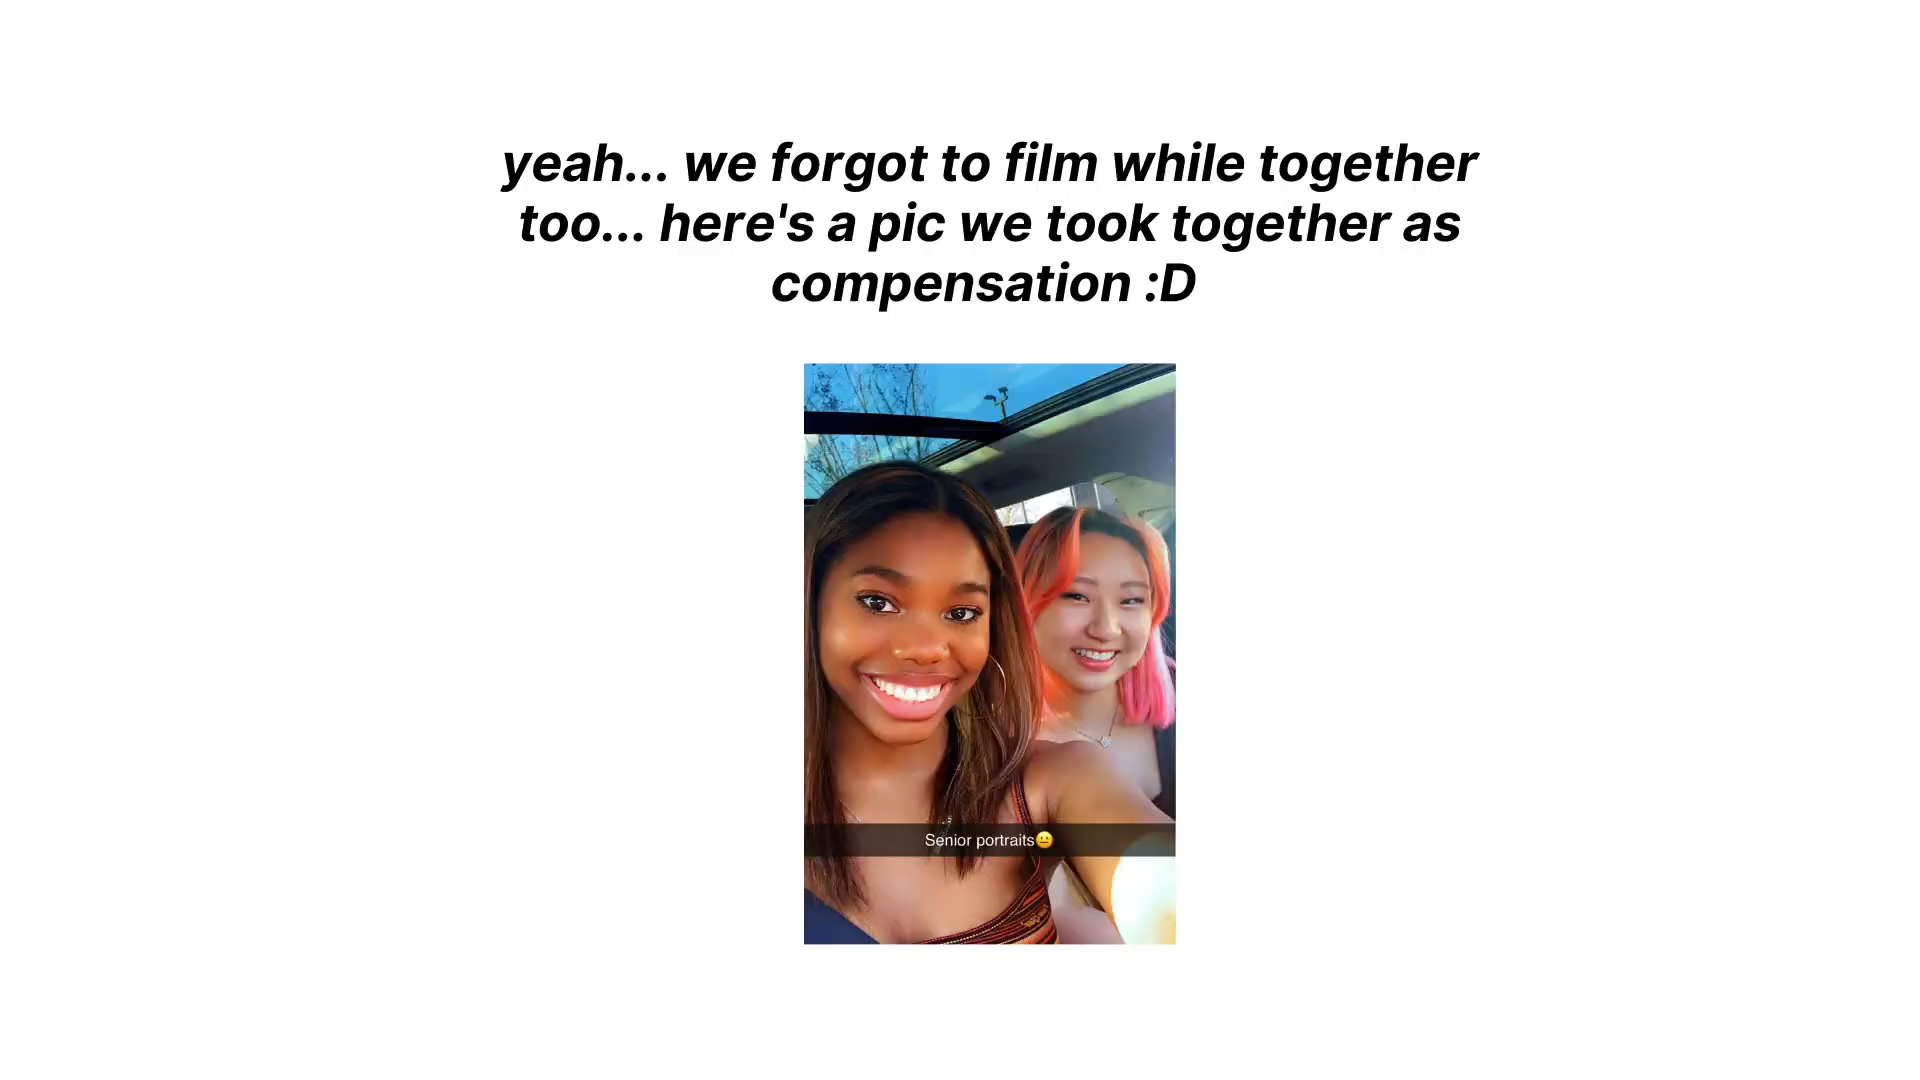 yeah... we forgot to film while together
too... here's a pic we took together as
compensation :D
Senior portraits😐